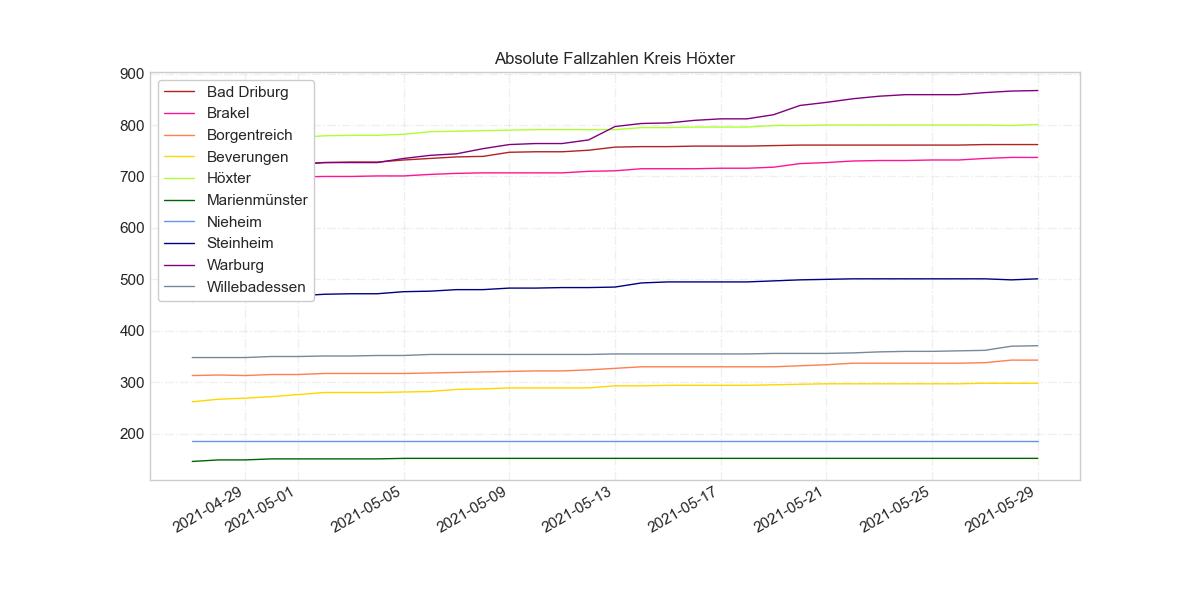 Absolute Fallzahlen Kreis Höxter
900
800
700
600
500
400
300
200
Bad Driburg
Brakel
Borgentreich
Beverungen
Höxter
Marienmünster
Nieheim
Steinheim
Warburg
Willebadessen
2021-04-29
2021-05-01
2021-05-05
2021-05-09
2021-05-13
2021-05-17
2021-05-21
2021-05-25
2021-05-29